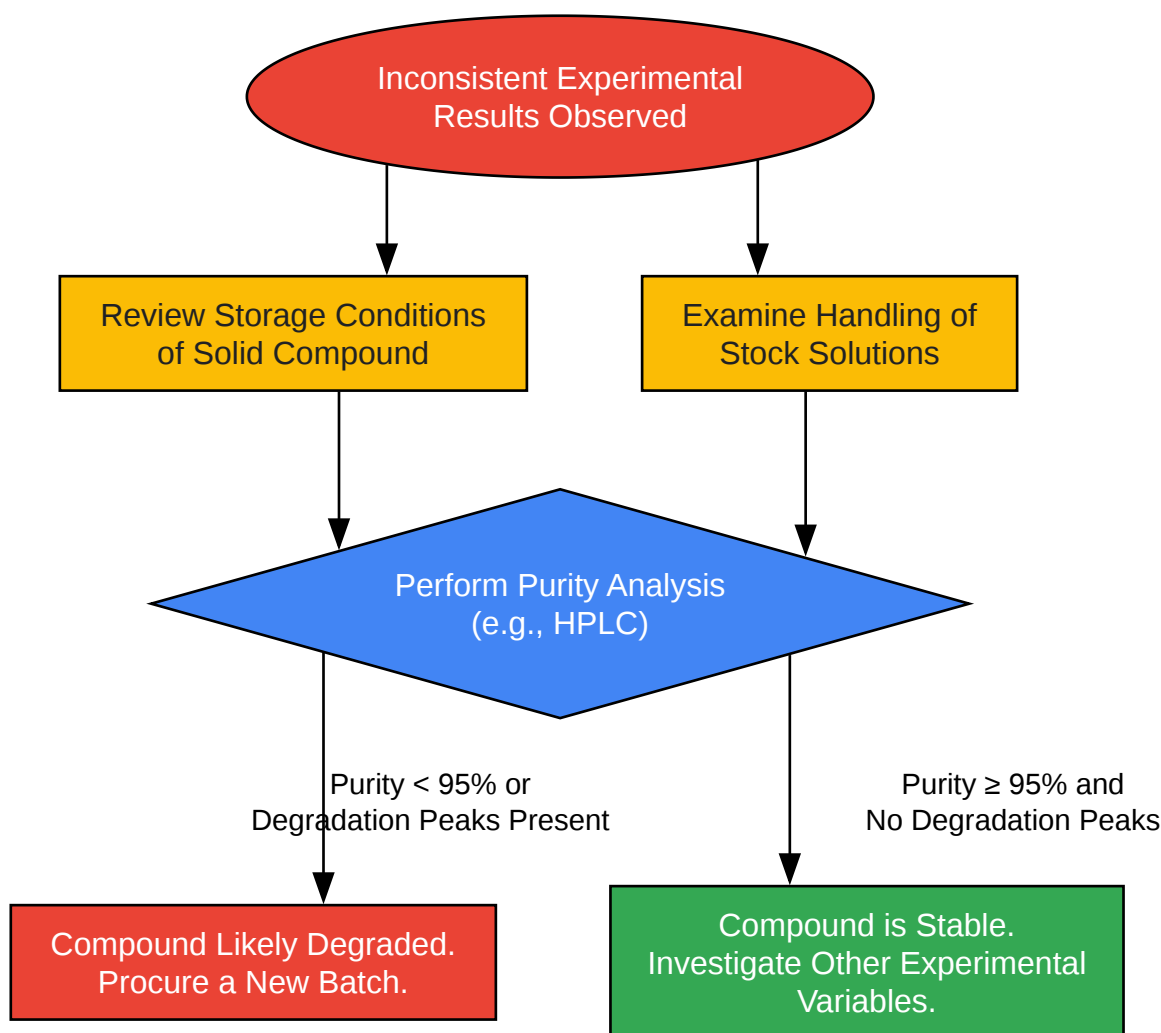 Inconsistent Experimental
Results Observed
Review Storage Conditions
of Solid Compound
Examine Handling of
Stock Solutions
Perform Purity Analysis
(e.g., HPLC)
Purity < 95% or
Degradation Peaks Present
Purity ≥ 95% and
No Degradation Peaks
Compound Likely Degraded.
Procure a New Batch.
Compound is Stable.
Investigate Other Experimental
Variables.